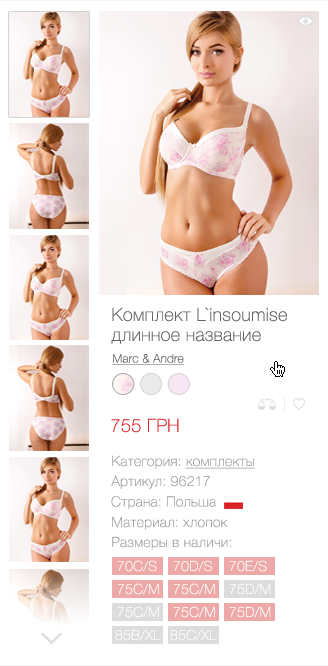 Комплект L`insoumise
длинное название
Marc & Andre
755 ГРН
Категория: комплекты
Артикул: 96217
Страна: Польша
Материал: хлопок
Размеры в наличи:
70C/S 70D/S 70E/S
75C/M 75C/M 75D/M
75C/M 75C/M 75D/M
85B/XL 85C/XL